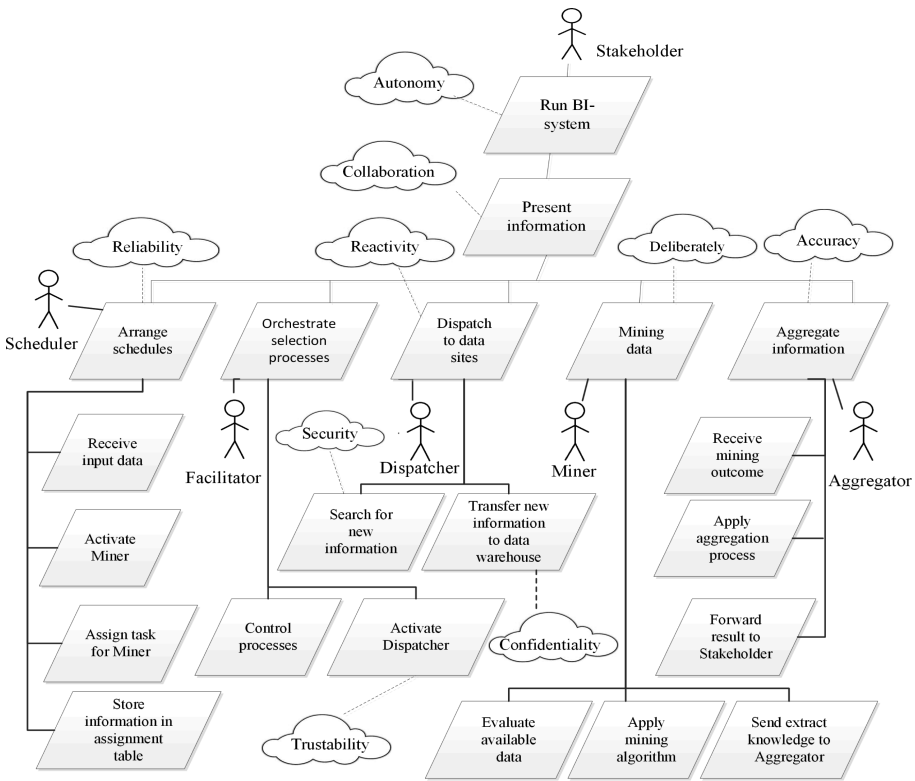 Stakeholder
Autonomy
Run BI-
system
Collaboration
Present
information
Reliability
Reactivity
Deliberately
Accuracy
Scheduler
Arrange
schedules
Orchestrate
selection
processes
Dispatch
to data
sites
Mining
data
Aggregate
information
Receive
input data
Facilitator
Security
Dispatcher
Miner
Receive
mining
outcome
Aggregator
Activate
Miner
Search for
new
information
Transfer new
information
to data
warehouse
Apply
aggregation
process
Assign task
for Miner
Control
processes
Activate
Dispatcher
Confidentiality
Forward
result to
Stakeholder
Store
information in
assignment
table
Trustability
Evaluate
available
data
Apply
mining
algorithm
Send extract
knowledge to
Aggregator